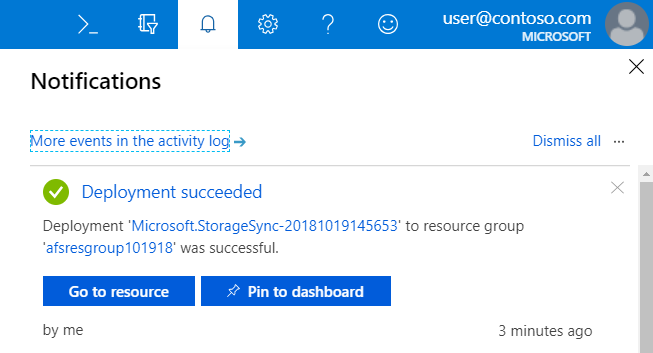 user@contoso.com
MICROSOFT
Notifications
More events in the activity log →
Dismiss all ...
Deployment succeeded
Deployment 'Microsoft.StorageSync-20181019145653' to resource group
'afsresgroup101918' was successful.
Go to resource
Pin to dashboard
by me
3 minutes ago